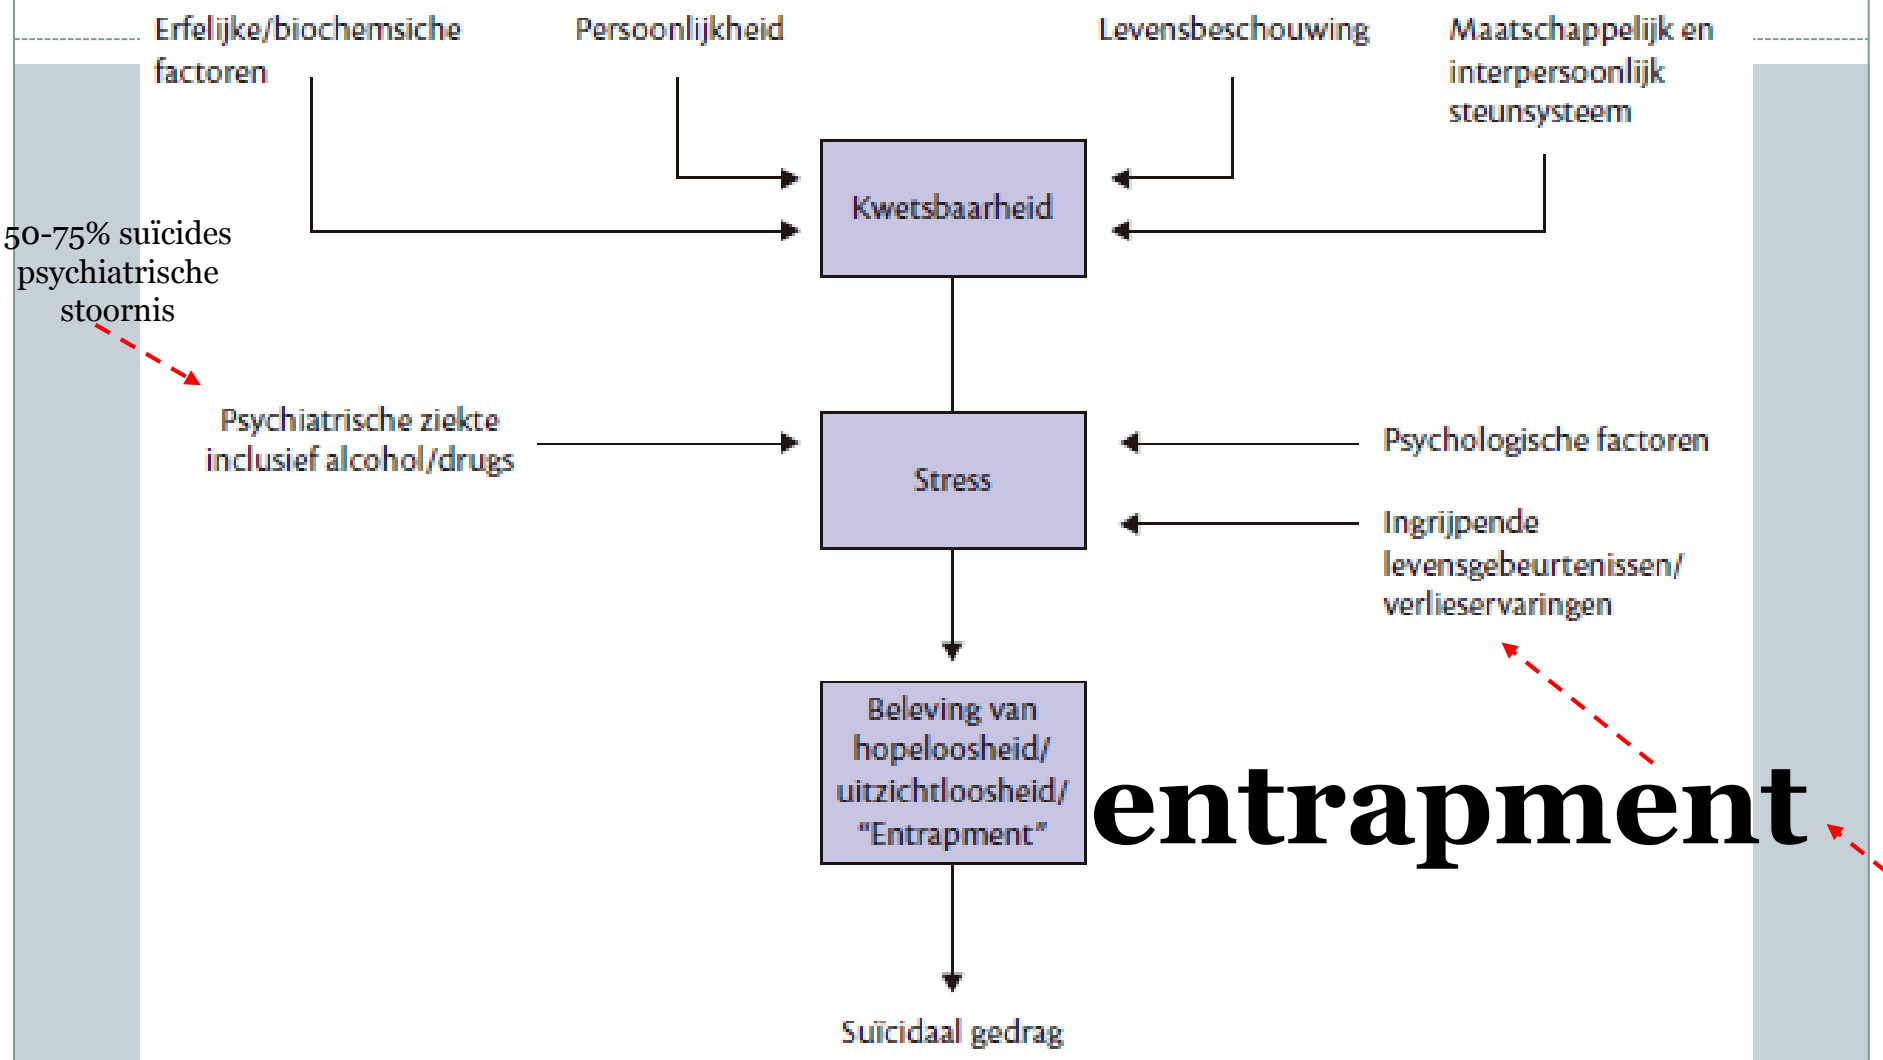 Erfelijke/biochemsiche
factoren
Persoonlijkheid
Levensbeschouwing
Maatschappelijk en
interpersoonlijk
steunsysteem
Kwetsbaarheid
50-75% suïcides
psychiatrische
stoornis
Psychiatrische ziekte
inclusief alcohol/drugs
Stress
Psychologische factoren
Ingrijpende
levensgebeurtenissen/
verlieservaringen
Beleving van
hopeloosheid/
uitzichtloosheid/
“Entrapment”
entrapment
Suïcidaal gedrag